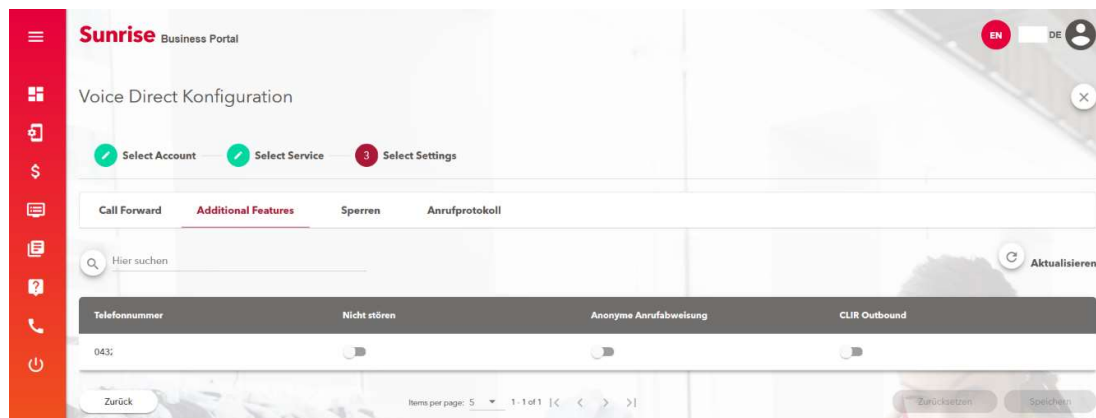 Sunrise Business Portal
EN DE
Voice Direct Konfiguration
Select Account Select Service 3 Select Settings
Call Forward Additional Features Sperren Anrufprotokoll
Hier suchen
Aktualisieren
Telefonnummer Nicht stören Anonyme Anrufabweisung CLIR Outbound
0432
Zurück Items per page: 5 1 - 1 of 1 |< < > >| Zurücksetzen Speichern